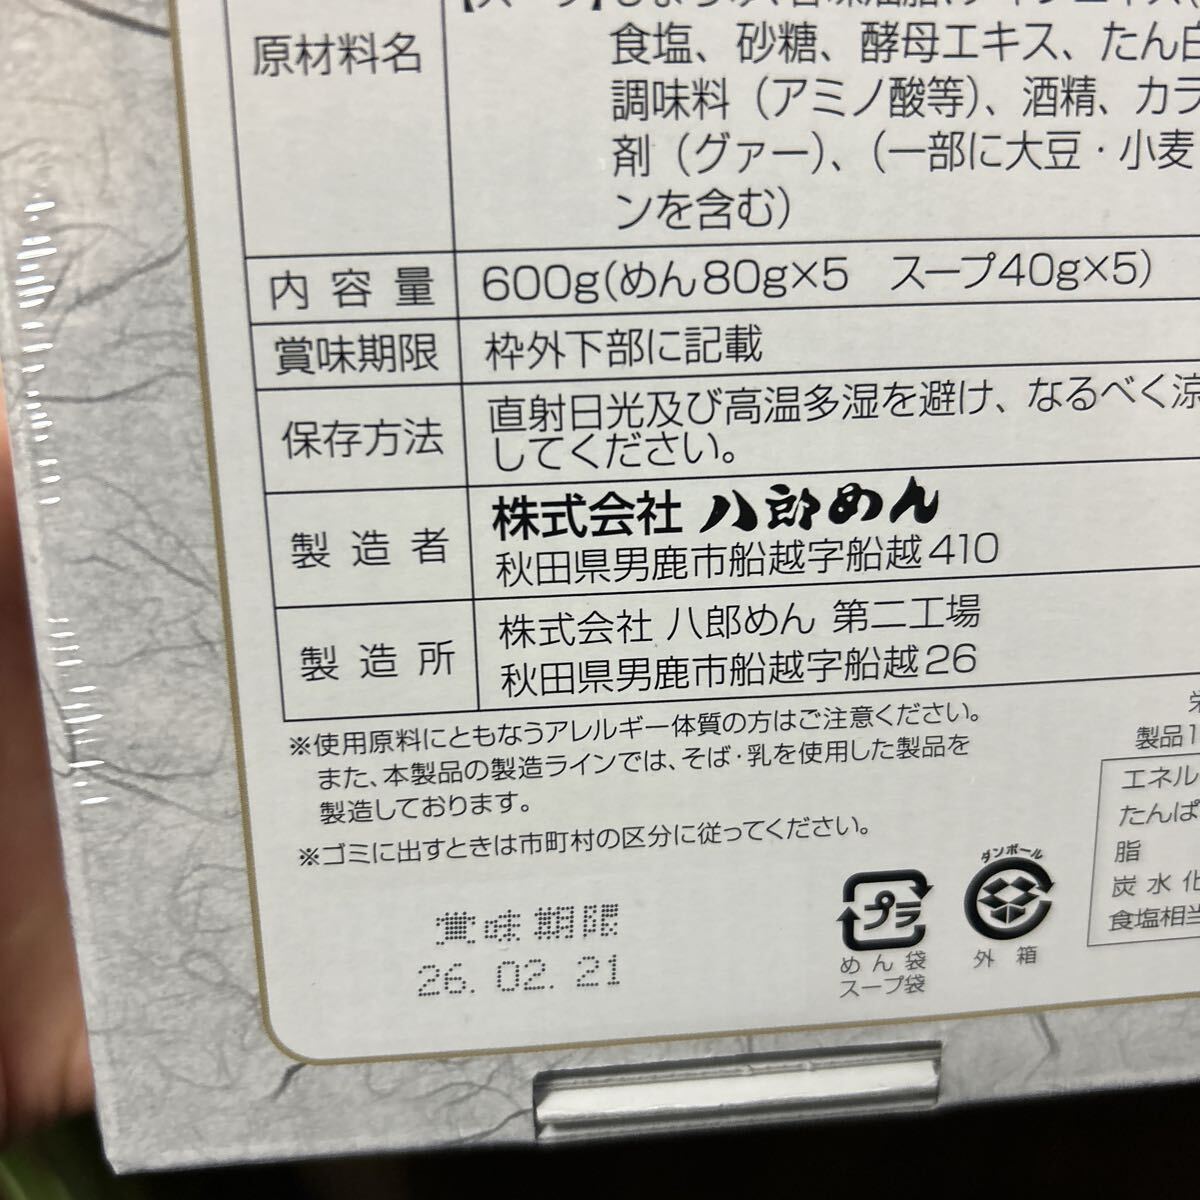 原材料名
食塩、砂糖、酵母エキス、たん白
調味料（アミノ酸等）、酒精、カラ
剤（グァー）、（一部に大豆・小麦
ンを含む）
内容量 600g(めん80g×5 スープ40g×5)
賞味期限 枠外下部に記載
保存方法 直射日光及び高温多湿を避け、なるべく涼
してください。
製造者 株式会社 八郎めん
秋田県男鹿市船越字船越410
製造所 株式会社 八郎めん 第二工場
秋田県男鹿市船越字船越26
※使用原料にともなうアレルギー体質の方はご注意ください。
また、本製品の製造ラインでは、そば・乳を使用した製品を
製造しております。
※ゴミに出すときは市町村の区分に従ってください。
賞味期限
26.02.21
プラ
めん袋
スープ袋
ダンボール
外箱
栄
製品1
エネル
たんぱ
脂
炭水化
食塩相当